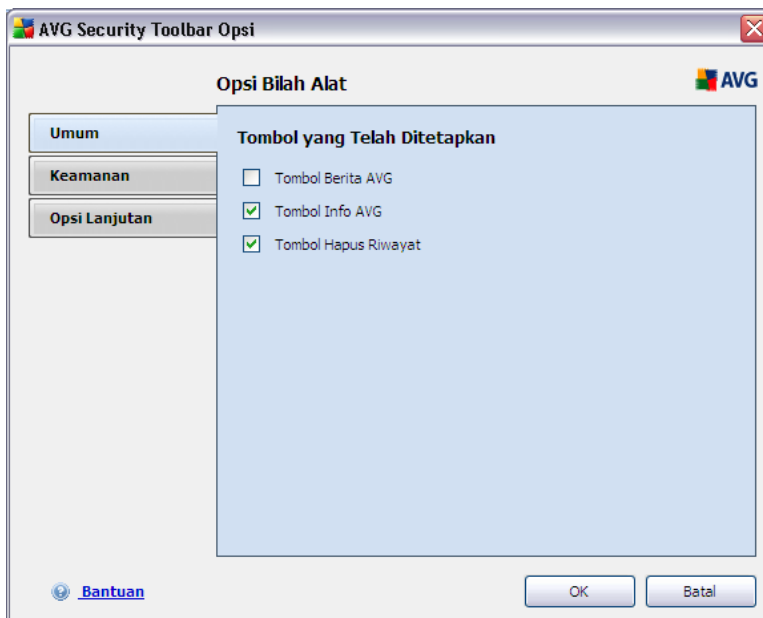 AVG Security Toolbar Opsi
Opsi Bilah Alat
AVG
Umum
Keamanan
Opsi Lanjutan
Tombol yang Telah Ditetapkan
Tombol Berita AVG
Tombol Info AVG
Tombol Hapus Riwayat
Bantuan
OK
Batal